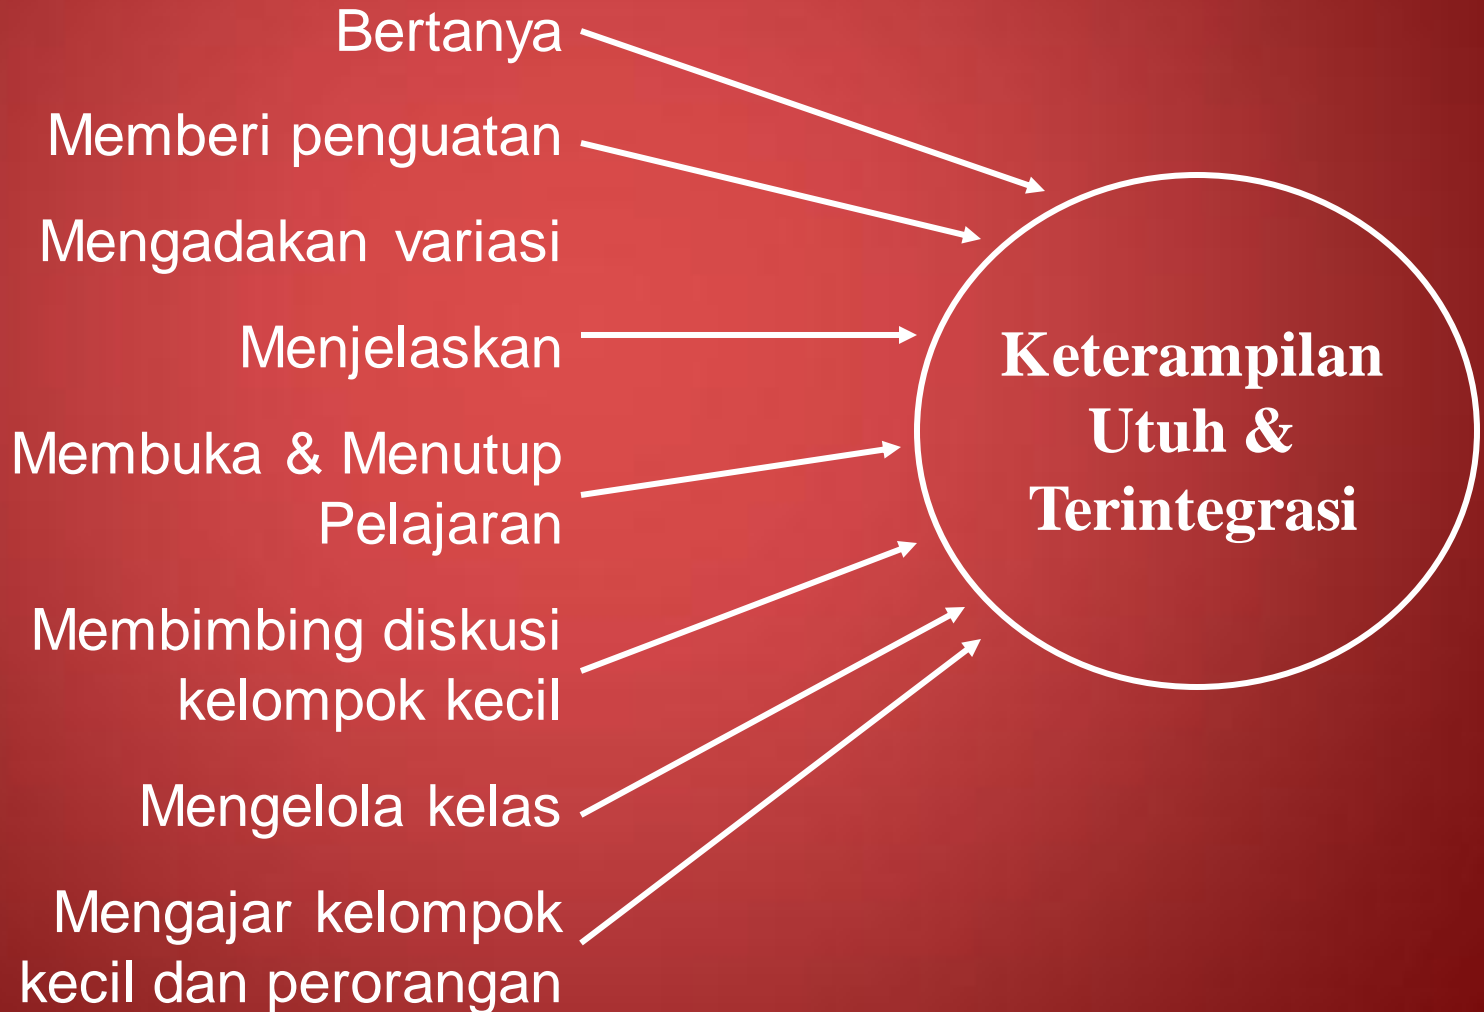 Bertanya
Memberi penguatan
Mengadakan variasi
Menjelaskan
Membuka & Menutup
Pelajaran
Membimbing diskusi
kelompok kecil
Mengelola kelas
Mengajar kelompok
kecil dan perorangan
Keterampilan
Utuh &
Terintegrasi